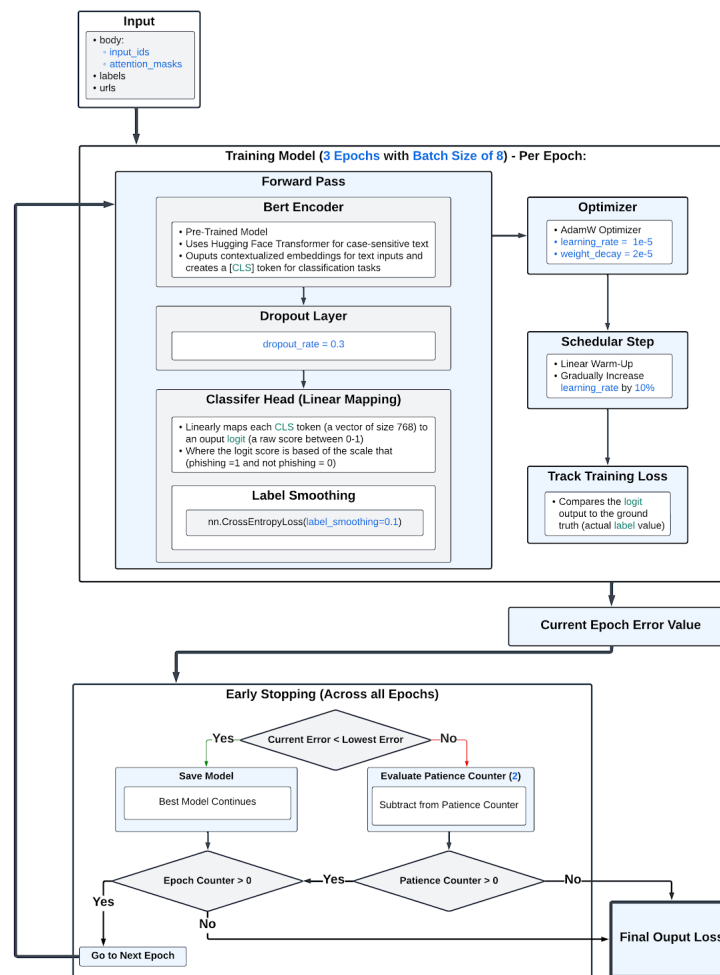 Input
• body:
◦ input_ids
◦ attention_masks
• labels
• urls
Training Model (3 Epochs with Batch Size of 8) - Per Epoch:
Forward Pass
Bert Encoder
• Pre-Trained Model
• Uses Hugging Face Transformer for case-sensitive text
• Ouputs contextualized embeddings for text inputs and
creates a [CLS] token for classification tasks
Dropout Layer
dropout_rate = 0.3
Classifer Head (Linear Mapping)
• Linearly maps each CLS token (a vector of size 768) to
an ouput logit (a raw score between 0-1)
• Where the logit score is based of the scale that
(phishing =1 and not phishing = 0)
Label Smoothing
nn.CrossEntropyLoss(label_smoothing=0.1)
Optimizer
• AdamW Optimizer
• learning_rate = 1e-5
• weight_decay = 2e-5
Schedular Step
• Linear Warm-Up
• Gradually Increase
learning_rate by 10%
Track Training Loss
• Compares the logit
output to the ground
truth (actual label value)
Current Epoch Error Value
Early Stopping (Across all Epochs)
Current Error < Lowest Error
Yes
No
Save Model
Best Model Continues
Evaluate Patience Counter (2)
Subtract from Patience Counter
Epoch Counter > 0
Yes
Patience Counter > 0
No
Yes
No
Go to Next Epoch
Final Ouput Loss